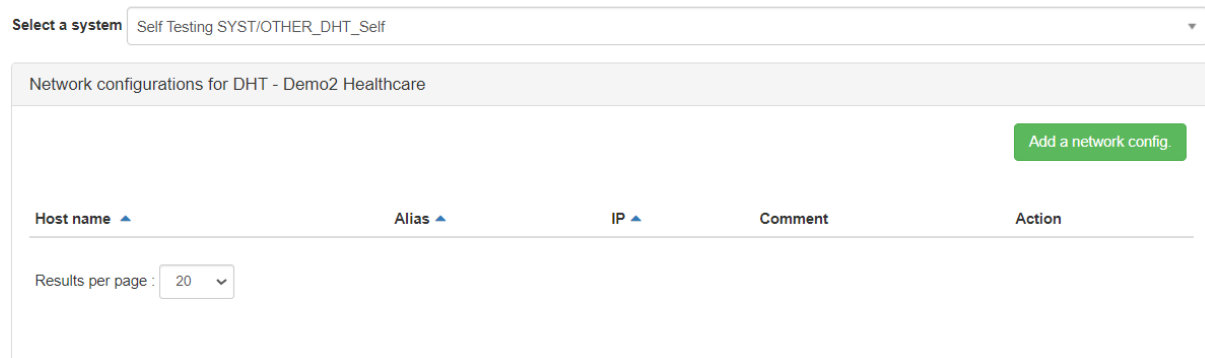 Select a system Self Testing SYST/OTHER_DHT_Self
Network configurations for DHT - Demo2 Healthcare
Add a network config.
Host name Alias IP Comment Action
Results per page : 20